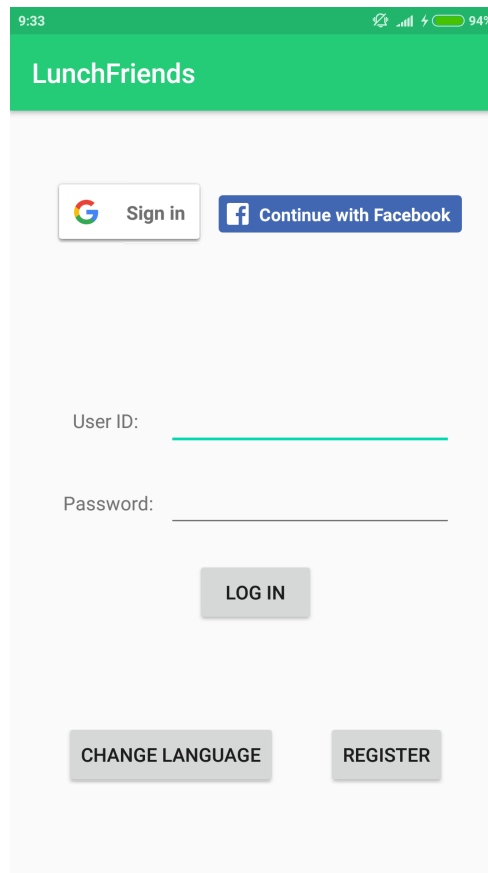 9:33 94%
LunchFriends
Sign in Continue with Facebook
User ID:
Password:
LOG IN
CHANGE LANGUAGE REGISTER